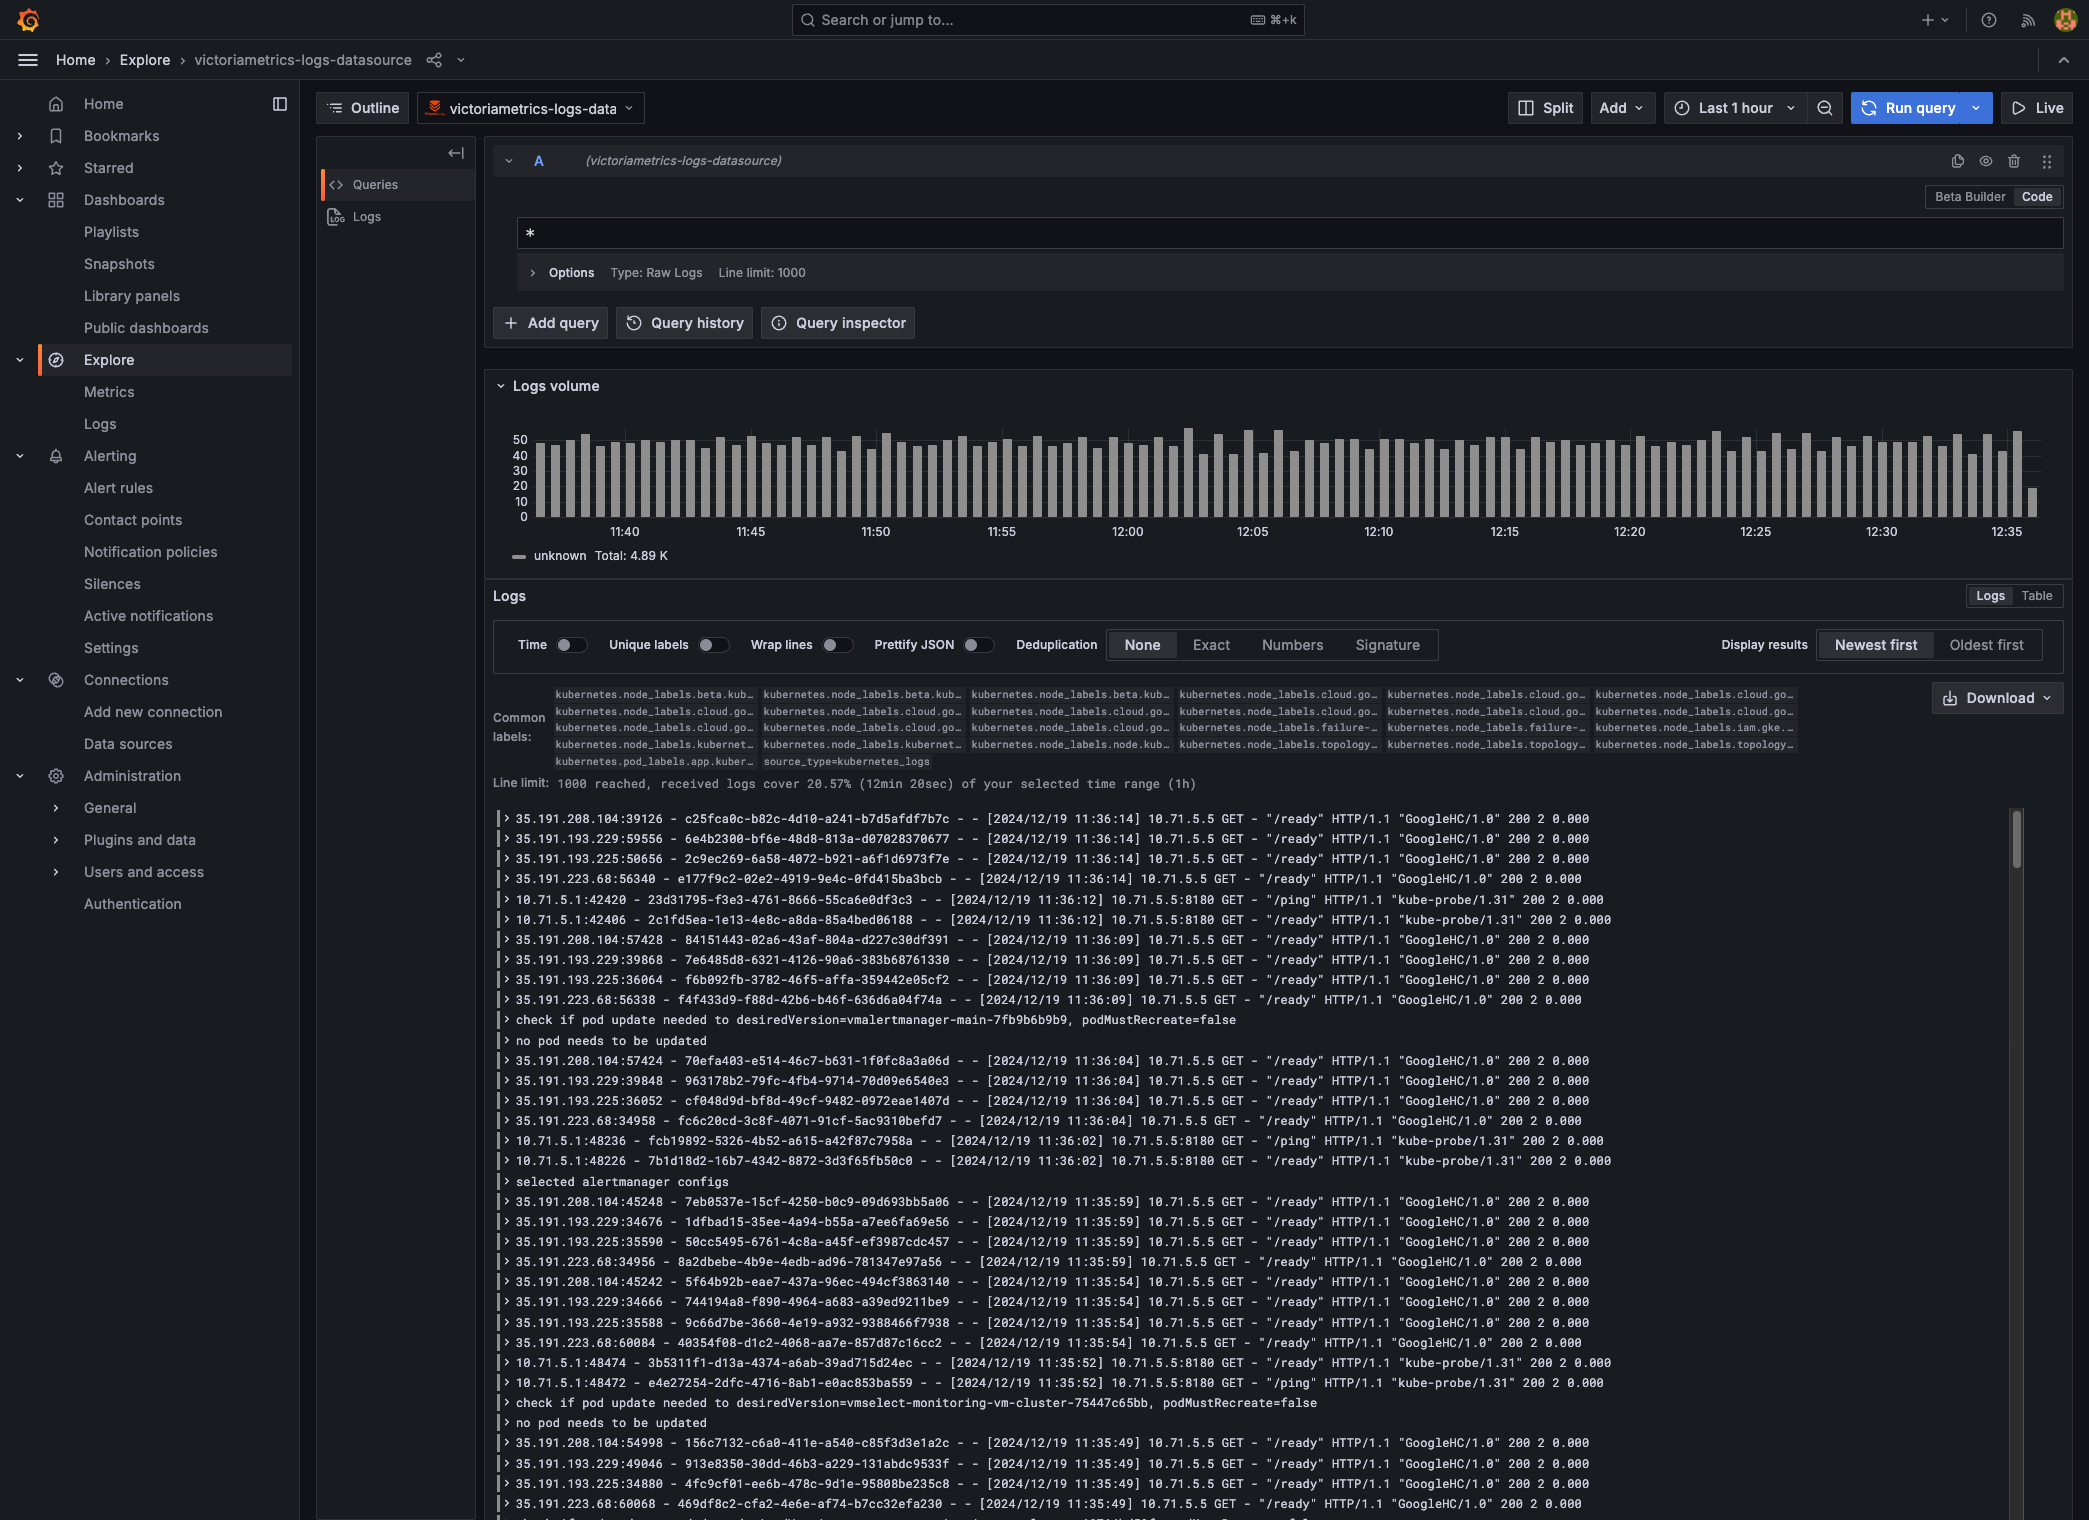 Search or jump to... ⌘+k
Home › Explore › victoriametrics-logs-datasource
Home
Bookmarks
Starred
Dashboards
Playlists
Snapshots
Library panels
Public dashboards
Explore
Metrics
Logs
Alerting
Alert rules
Contact points
Notification policies
Silences
Active notifications
Settings
Connections
Add new connection
Data sources
Administration
General
Plugins and data
Users and access
Authentication
Outline victoriametrics-logs-data Split Add Last 1 hour Run query Live
Queries
Logs
A (victoriametrics-logs-datasource)
Beta Builder Code
*
Options Type: Raw Logs Line limit: 1000
+ Add query Query history Query inspector
Logs volume
50
40
30
20
10
0
11:40 11:45 11:50 11:55 12:00 12:05 12:10 12:15 12:20 12:25 12:30 12:35
unknown Total: 4.89 K
Logs Logs Table
Time Unique labels Wrap lines Prettify JSON Deduplication None Exact Numbers Signature Display results Newest first Oldest first
Download
Common labels:
kubernetes.node_labels.beta.kub… kubernetes.node_labels.beta.kub… kubernetes.node_labels.beta.kub… kubernetes.node_labels.cloud.go… kubernetes.node_labels.cloud.go… kubernetes.node_labels.cloud.go…
kubernetes.node_labels.cloud.go… kubernetes.node_labels.cloud.go… kubernetes.node_labels.cloud.go… kubernetes.node_labels.cloud.go… kubernetes.node_labels.cloud.go… kubernetes.node_labels.cloud.go…
kubernetes.node_labels.cloud.go… kubernetes.node_labels.cloud.go… kubernetes.node_labels.cloud.go… kubernetes.node_labels.failure-… kubernetes.node_labels.failure-… kubernetes.node_labels.iam.gke.…
kubernetes.node_labels.kubernet… kubernetes.node_labels.kubernet… kubernetes.node_labels.node.kub… kubernetes.node_labels.topology… kubernetes.node_labels.topology… kubernetes.node_labels.topology…
kubernetes.pod_labels.app.kuber… source_type=kubernetes_logs
Line limit: 1000 reached, received logs cover 20.57% (12min 20sec) of your selected time range (1h)
35.191.208.104:39126 - c25fca0c-b82c-4d10-a241-b7d5afdf7b7c - - [2024/12/19 11:36:14] 10.71.5.5 GET - "/ready" HTTP/1.1 "GoogleHC/1.0" 200 2 0.000
35.191.193.229:59556 - 6e4b2300-bf6e-48d8-813a-d07028370677 - - [2024/12/19 11:36:14] 10.71.5.5 GET - "/ready" HTTP/1.1 "GoogleHC/1.0" 200 2 0.000
35.191.193.225:50656 - 2c9ec269-6a58-4072-b921-a6f1d6973f7e - - [2024/12/19 11:36:14] 10.71.5.5 GET - "/ready" HTTP/1.1 "GoogleHC/1.0" 200 2 0.000
35.191.223.68:56340 - e177f9c2-02e2-4919-9e4c-0fd415ba3bcb - - [2024/12/19 11:36:14] 10.71.5.5 GET - "/ready" HTTP/1.1 "GoogleHC/1.0" 200 2 0.000
10.71.5.1:42420 - 23d31795-f3e3-4761-8666-55ca6e0df3c3 - - [2024/12/19 11:36:12] 10.71.5.5:8180 GET - "/ping" HTTP/1.1 "kube-probe/1.31" 200 2 0.000
10.71.5.1:42406 - 2c1fd5ea-1e13-4e8c-a8da-85a4bed06188 - - [2024/12/19 11:36:12] 10.71.5.5:8180 GET - "/ready" HTTP/1.1 "kube-probe/1.31" 200 2 0.000
35.191.208.104:57428 - 84151443-02a6-43af-804a-d227c30df391 - - [2024/12/19 11:36:09] 10.71.5.5 GET - "/ready" HTTP/1.1 "GoogleHC/1.0" 200 2 0.000
35.191.193.229:39868 - 7e6485d8-6321-4126-90a6-383b68761330 - - [2024/12/19 11:36:09] 10.71.5.5 GET - "/ready" HTTP/1.1 "GoogleHC/1.0" 200 2 0.000
35.191.193.225:36064 - f6b092fb-3782-46f5-affa-359442e05cf2 - - [2024/12/19 11:36:09] 10.71.5.5 GET - "/ready" HTTP/1.1 "GoogleHC/1.0" 200 2 0.000
35.191.223.68:56338 - f4f433d9-f88d-42b6-b46f-636d6a04f74a - - [2024/12/19 11:36:09] 10.71.5.5 GET - "/ready" HTTP/1.1 "GoogleHC/1.0" 200 2 0.000
check if pod update needed to desiredVersion=vmalertmanager-main-7fb9b6b9b9, podMustRecreate=false
no pod needs to be updated
35.191.208.104:57424 - 70efa403-e514-46c7-b631-1f0fc8a3a06d - - [2024/12/19 11:36:04] 10.71.5.5 GET - "/ready" HTTP/1.1 "GoogleHC/1.0" 200 2 0.000
35.191.193.229:39848 - 963178b2-79fc-4fb4-9714-70d09e6540e3 - - [2024/12/19 11:36:04] 10.71.5.5 GET - "/ready" HTTP/1.1 "GoogleHC/1.0" 200 2 0.000
35.191.193.225:36052 - cf048d9d-bf8d-49cf-9482-0972eae1407d - - [2024/12/19 11:36:04] 10.71.5.5 GET - "/ready" HTTP/1.1 "GoogleHC/1.0" 200 2 0.000
35.191.223.68:34958 - fc6c20cd-3c8f-4071-91cf-5ac9310befd7 - - [2024/12/19 11:36:04] 10.71.5.5 GET - "/ready" HTTP/1.1 "GoogleHC/1.0" 200 2 0.000
10.71.5.1:48236 - fcb19892-5326-4b52-a615-a42f87c7958a - - [2024/12/19 11:36:02] 10.71.5.5:8180 GET - "/ping" HTTP/1.1 "kube-probe/1.31" 200 2 0.000
10.71.5.1:48226 - 7b1d18d2-16b7-4342-8872-3d3f65fb50c0 - - [2024/12/19 11:36:02] 10.71.5.5:8180 GET - "/ready" HTTP/1.1 "kube-probe/1.31" 200 2 0.000
selected alertmanager configs
35.191.208.104:45248 - 7eb0537e-15cf-4250-b0c9-09d693bb5a06 - - [2024/12/19 11:35:59] 10.71.5.5 GET - "/ready" HTTP/1.1 "GoogleHC/1.0" 200 2 0.000
35.191.193.229:34676 - 1dfbad15-35ee-4a94-b55a-a7ee6fa69e56 - - [2024/12/19 11:35:59] 10.71.5.5 GET - "/ready" HTTP/1.1 "GoogleHC/1.0" 200 2 0.000
35.191.193.225:35590 - 50cc5495-6761-4c8a-a45f-ef3987cdc457 - - [2024/12/19 11:35:59] 10.71.5.5 GET - "/ready" HTTP/1.1 "GoogleHC/1.0" 200 2 0.000
35.191.223.68:34956 - 8a2dbebe-4b9e-4edb-ad96-781347e97a56 - - [2024/12/19 11:35:59] 10.71.5.5 GET - "/ready" HTTP/1.1 "GoogleHC/1.0" 200 2 0.000
35.191.208.104:45242 - 5f64b92b-eae7-437a-96ec-494cf3863140 - - [2024/12/19 11:35:54] 10.71.5.5 GET - "/ready" HTTP/1.1 "GoogleHC/1.0" 200 2 0.000
35.191.193.229:34666 - 744194a8-f890-4964-a683-a39ed9211be9 - - [2024/12/19 11:35:54] 10.71.5.5 GET - "/ready" HTTP/1.1 "GoogleHC/1.0" 200 2 0.000
35.191.193.225:35588 - 9c66d7be-3660-4e19-a932-9388466f7938 - - [2024/12/19 11:35:54] 10.71.5.5 GET - "/ready" HTTP/1.1 "GoogleHC/1.0" 200 2 0.000
35.191.223.68:60084 - 40354f08-d1c2-4068-aa7e-857d87c16cc2 - - [2024/12/19 11:35:54] 10.71.5.5 GET - "/ready" HTTP/1.1 "GoogleHC/1.0" 200 2 0.000
10.71.5.1:48474 - 3b5311f1-d13a-4374-a6ab-39ad715d24ec - - [2024/12/19 11:35:52] 10.71.5.5:8180 GET - "/ready" HTTP/1.1 "kube-probe/1.31" 200 2 0.000
10.71.5.1:48472 - e4e27254-2dfc-4716-8ab1-e0ac853ba559 - - [2024/12/19 11:35:52] 10.71.5.5:8180 GET - "/ping" HTTP/1.1 "kube-probe/1.31" 200 2 0.000
check if pod update needed to desiredVersion=vmselect-monitoring-vm-cluster-75447c65bb, podMustRecreate=false
no pod needs to be updated
35.191.208.104:54998 - 156c7132-c6a0-411e-a540-c85f3d3e1a2c - - [2024/12/19 11:35:49] 10.71.5.5 GET - "/ready" HTTP/1.1 "GoogleHC/1.0" 200 2 0.000
35.191.193.229:49046 - 913e8350-30dd-46b3-a229-131abdc9533f - - [2024/12/19 11:35:49] 10.71.5.5 GET - "/ready" HTTP/1.1 "GoogleHC/1.0" 200 2 0.000
35.191.193.225:34880 - 4fc9cf01-ee6b-478c-9d1e-95808be235c8 - - [2024/12/19 11:35:49] 10.71.5.5 GET - "/ready" HTTP/1.1 "GoogleHC/1.0" 200 2 0.000
35.191.223.68:60068 - 469df8c2-cfa2-4e6e-af74-b7cc32efa230 - - [2024/12/19 11:35:49] 10.71.5.5 GET - "/ready" HTTP/1.1 "GoogleHC/1.0" 200 2 0.000